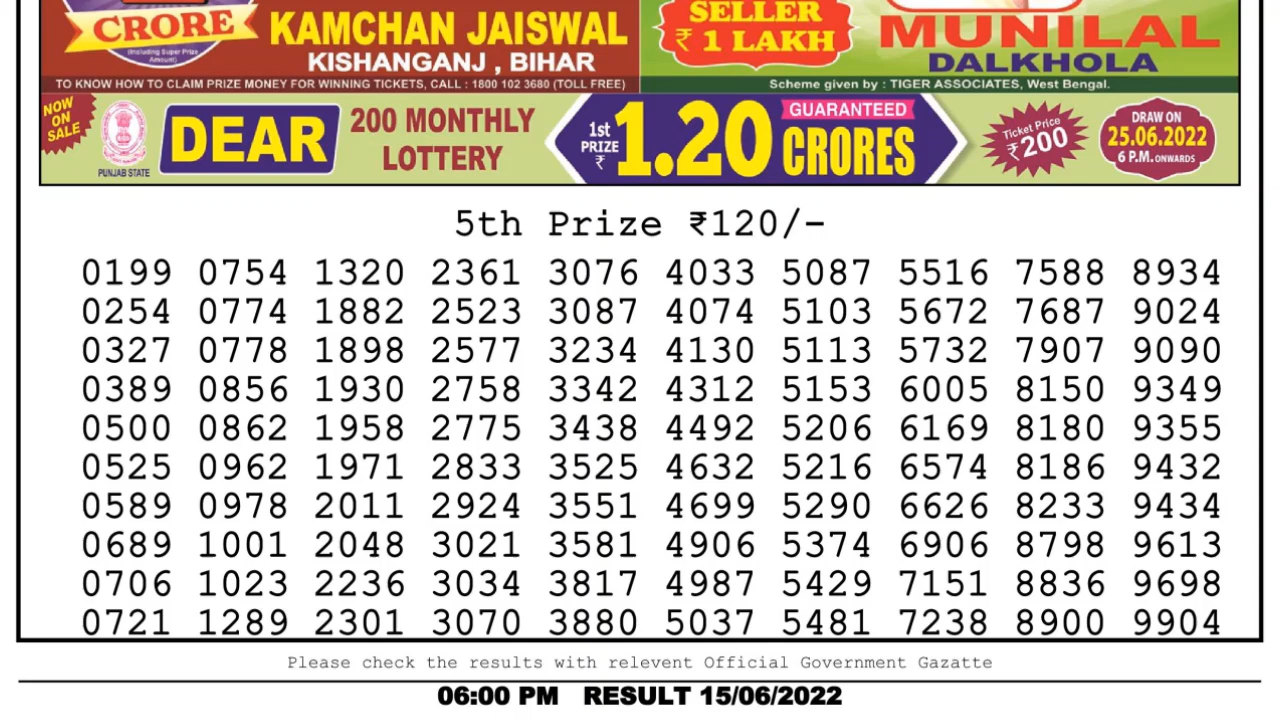 CRORE
(Including Super Prize
Amount)
KAMCHAN JAISWAL
KISHANGANJ , BIHAR
TO KNOW HOW TO CLAIM PRIZE MONEY FOR WINNING TICKETS, CALL : 1800 102 3680 (TOLL FREE)
SELLER
₹ 1 LAKH
MUNILAL
DALKHOLA
Scheme given by : TIGER ASSOCIATES, West Bengal.
NOW
ON
SALE
PUNJAB STATE
DEAR
200 MONTHLY
LOTTERY
1st
PRIZE
₹
1.20
GUARANTEED
CRORES
Ticket Price
₹200
DRAW ON
25.06.2022
6 P.M. ONWARDS
5th Prize ₹120/-
0199 0754 1320 2361 3076 4033 5087 5516 7588 8934
0254 0774 1882 2523 3087 4074 5103 5672 7687 9024
0327 0778 1898 2577 3234 4130 5113 5732 7907 9090
0389 0856 1930 2758 3342 4312 5153 6005 8150 9349
0500 0862 1958 2775 3438 4492 5206 6169 8180 9355
0525 0962 1971 2833 3525 4632 5216 6574 8186 9432
0589 0978 2011 2924 3551 4699 5290 6626 8233 9434
0689 1001 2048 3021 3581 4906 5374 6906 8798 9613
0706 1023 2236 3034 3817 4987 5429 7151 8836 9698
0721 1289 2301 3070 3880 5037 5481 7238 8900 9904
Please check the results with relevent Official Government Gazatte
06:00 PM RESULT 15/06/2022